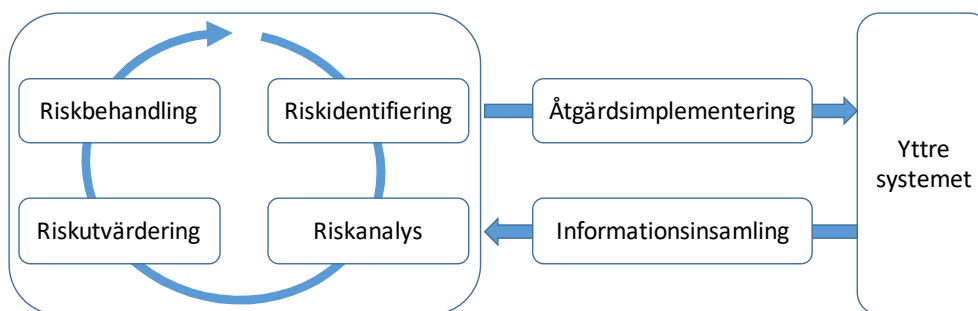 Riskbehandling
Riskidentifiering
Åtgärdsimplementering
Yttre
systemet
Riskutvärdering
Riskanalys
Informationsinsamling